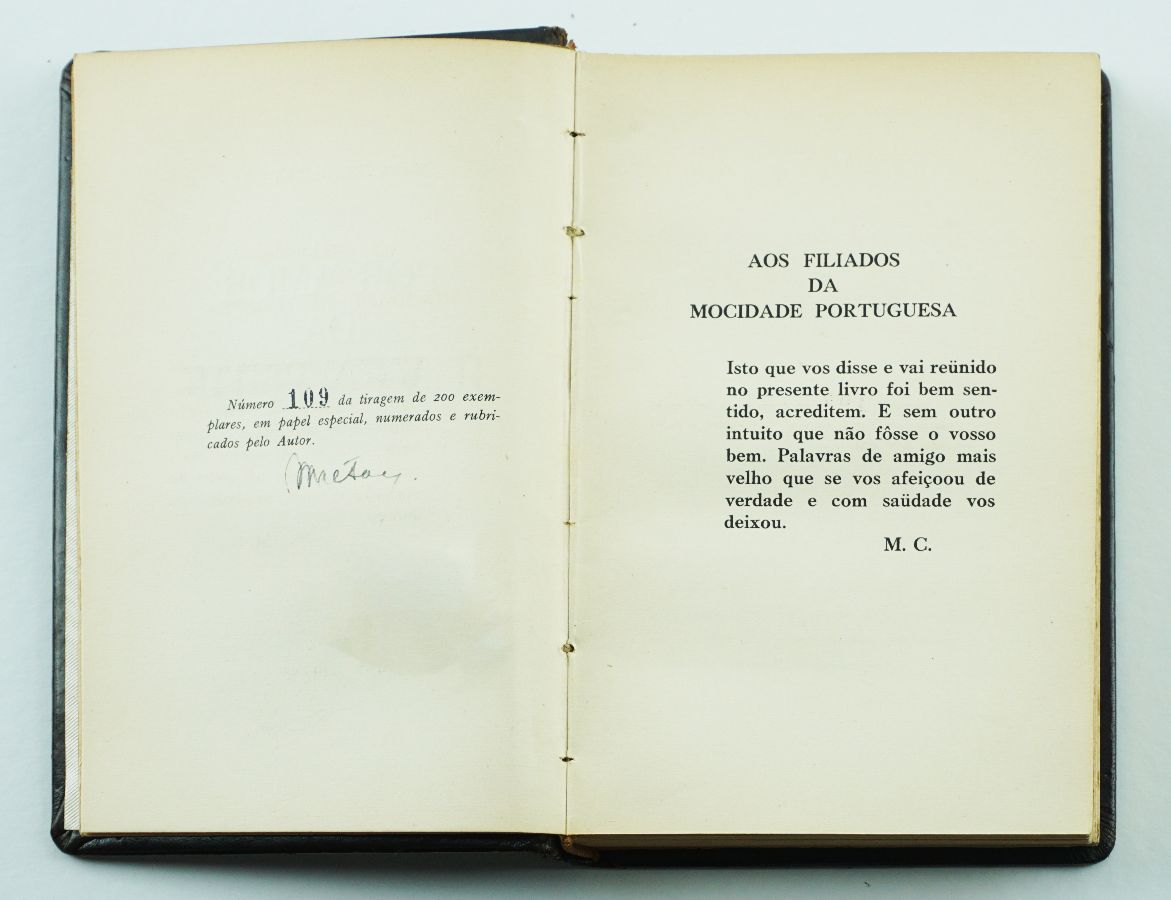 Número 109 da tiragem de 200 exem-
plares, em papel especial, numerados e rubri-
cados pelo Autor.
AOS FILIADOS
DA
MOCIDADE PORTUGUESA
Isto que vos disse e vai reünido
no presente livro foi bem sen-
tido, acreditem. E sem outro
intuito que não fôsse o vosso
bem. Palavras de amigo mais
velho que se vos afeiçoou de
verdade e com saüdade vos
deixou.
M. C.